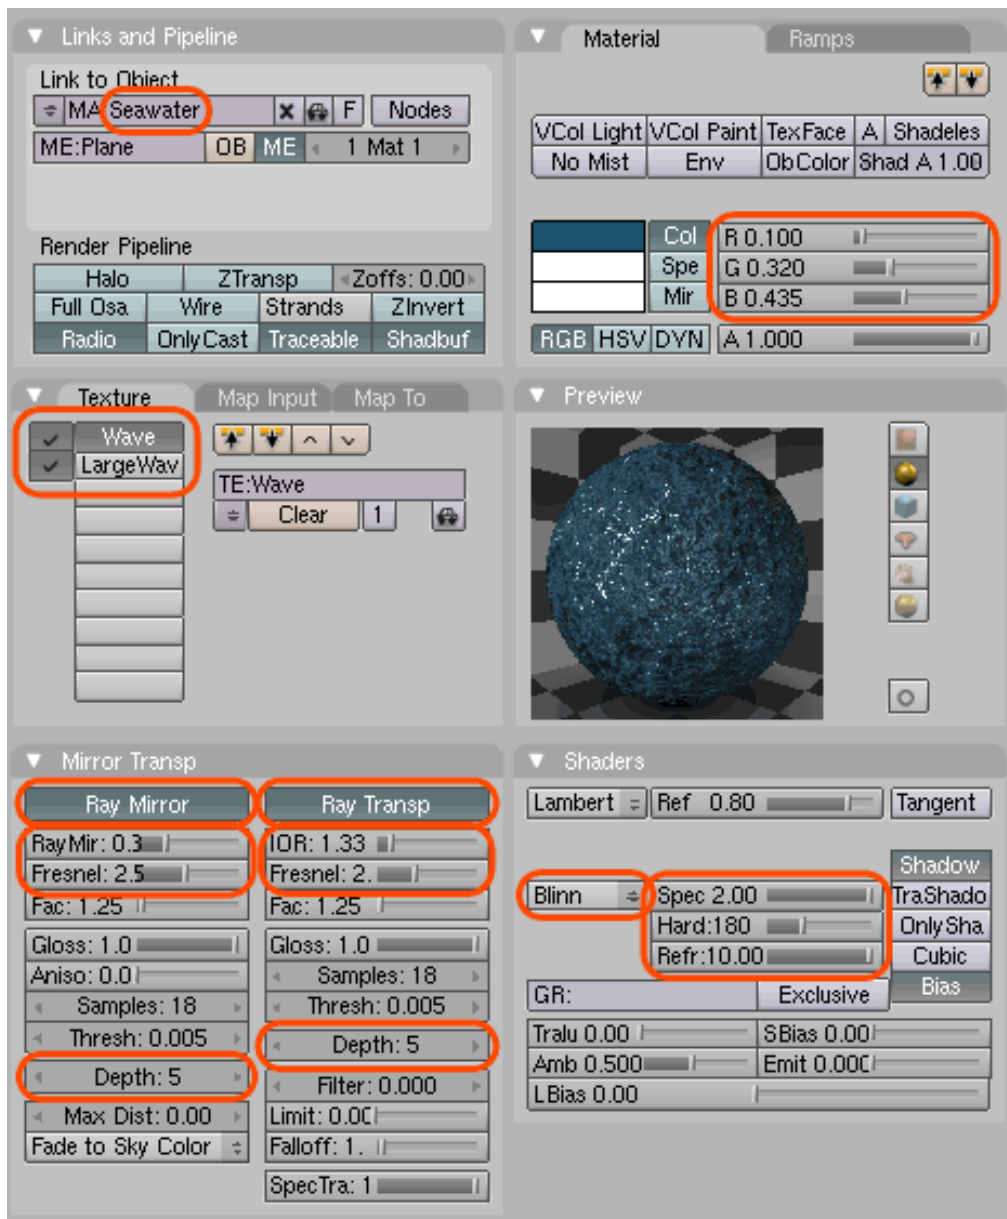 Links and Pipeline
Link to Object
MA:Seawater F Nodes
ME:Plane OB ME 1 Mat 1
Render Pipeline
Halo ZTransp Zoffs: 0.00
Full Osa Wire Strands ZInvert
Radio OnlyCast Traceable Shadbuf
Material Ramps
VCol Light VCol Paint TexFace A Shadeles
No Mist Env ObColor Shad A 1.00
Col R 0.100
Spe G 0.320
Mir B 0.435
RGB HSV DYN A 1.000
Texture Map Input Map To
Wave
LargeWav
TE:Wave
Clear 1
Preview
Mirror Transp
Ray Mirror Ray Transp
RayMir: 0.3 IOR: 1.33
Fresnel: 2.5 Fresnel: 2.
Fac: 1.25 Fac: 1.25
Gloss: 1.0 Gloss: 1.0
Aniso: 0.0 Samples: 18
Samples: 18 Thresh: 0.005
Thresh: 0.005 Depth: 5
Depth: 5 Filter: 0.000
Max Dist: 0.00 Limit: 0.00
Fade to Sky Color Falloff: 1.
SpecTra: 1
Shaders
Lambert Ref 0.80 Tangent
Shadow
Blinn Spec 2.00 TraShado
Hard:180 OnlySha
Refr:10.00 Cubic
GR: Exclusive Bias
Tralu 0.00 SBias 0.00
Amb 0.500 Emit 0.000
LBias 0.00